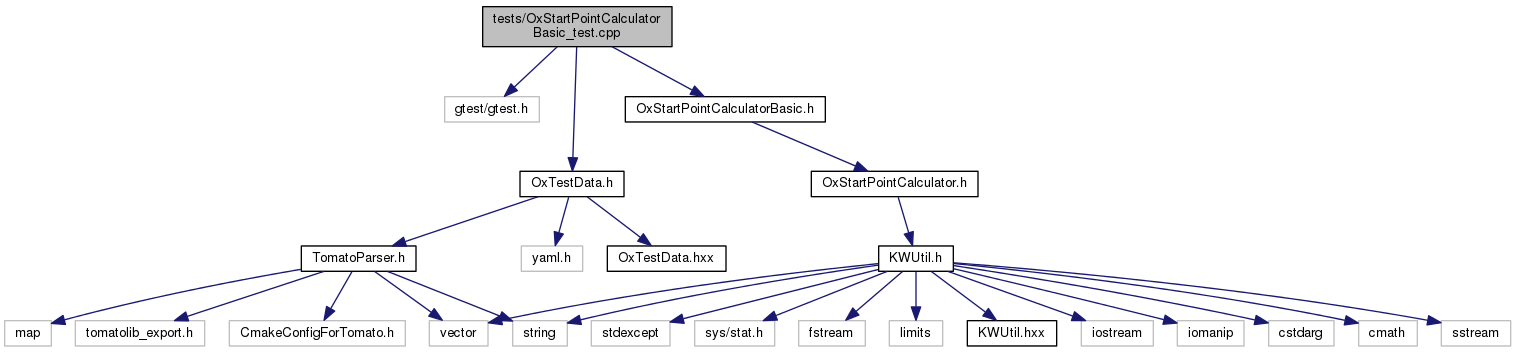 tests/OxStartPointCalculator
Basic_test.cpp
gtest/gtest.h
OxStartPointCalculatorBasic.h
OxTestData.h
OxStartPointCalculator.h
TomatoParser.h
yaml.h
OxTestData.hxx
KWUtil.h
map
tomatolib_export.h
CmakeConfigForTomato.h
vector
string
stdexcept
sys/stat.h
fstream
limits
KWUtil.hxx
iostream
iomanip
cstdarg
cmath
sstream